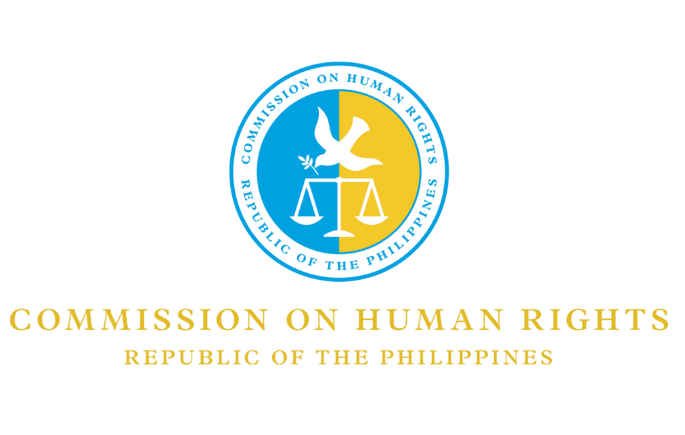 COMMISSION ON HUMAN RIGHTS
REPUBLIC OF THE PHILIPPINES
COMMISSION ON HUMAN RIGHTS
REPUBLIC OF THE PHILIPPINES